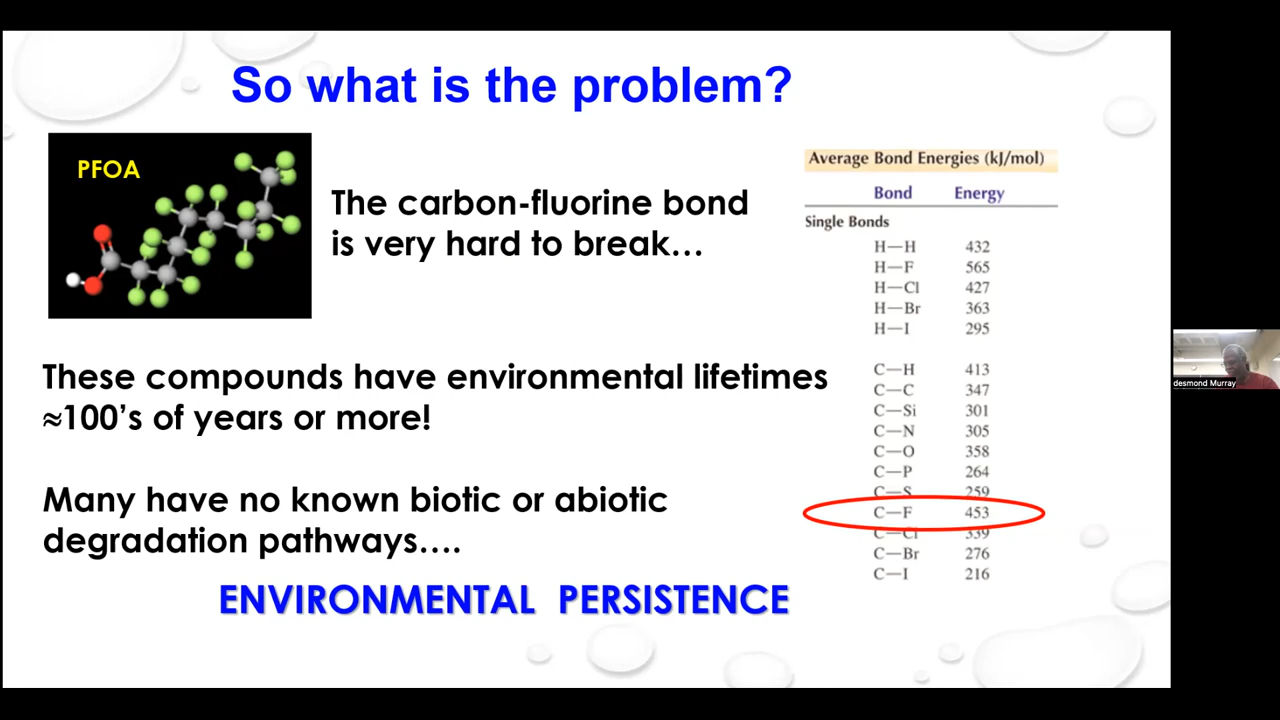 So what is the problem?
PFOA
The carbon-fluorine bond
is very hard to break…
These compounds have environmental lifetimes
≈100's of years or more!
Many have no known biotic or abiotic
degradation pathways….
ENVIRONMENTAL PERSISTENCE
Average Bond Energies (kJ/mol)
Bond Energy
Single Bonds
H—H 432
H—F 565
H—Cl 427
H—Br 363
H—I 295
C—H 413
C—C 347
C—Si 301
C—N 305
C—O 358
C—P 264
C—S 259
C—F 453
C—Cl 339
C—Br 276
C—I 216
desmond Murray